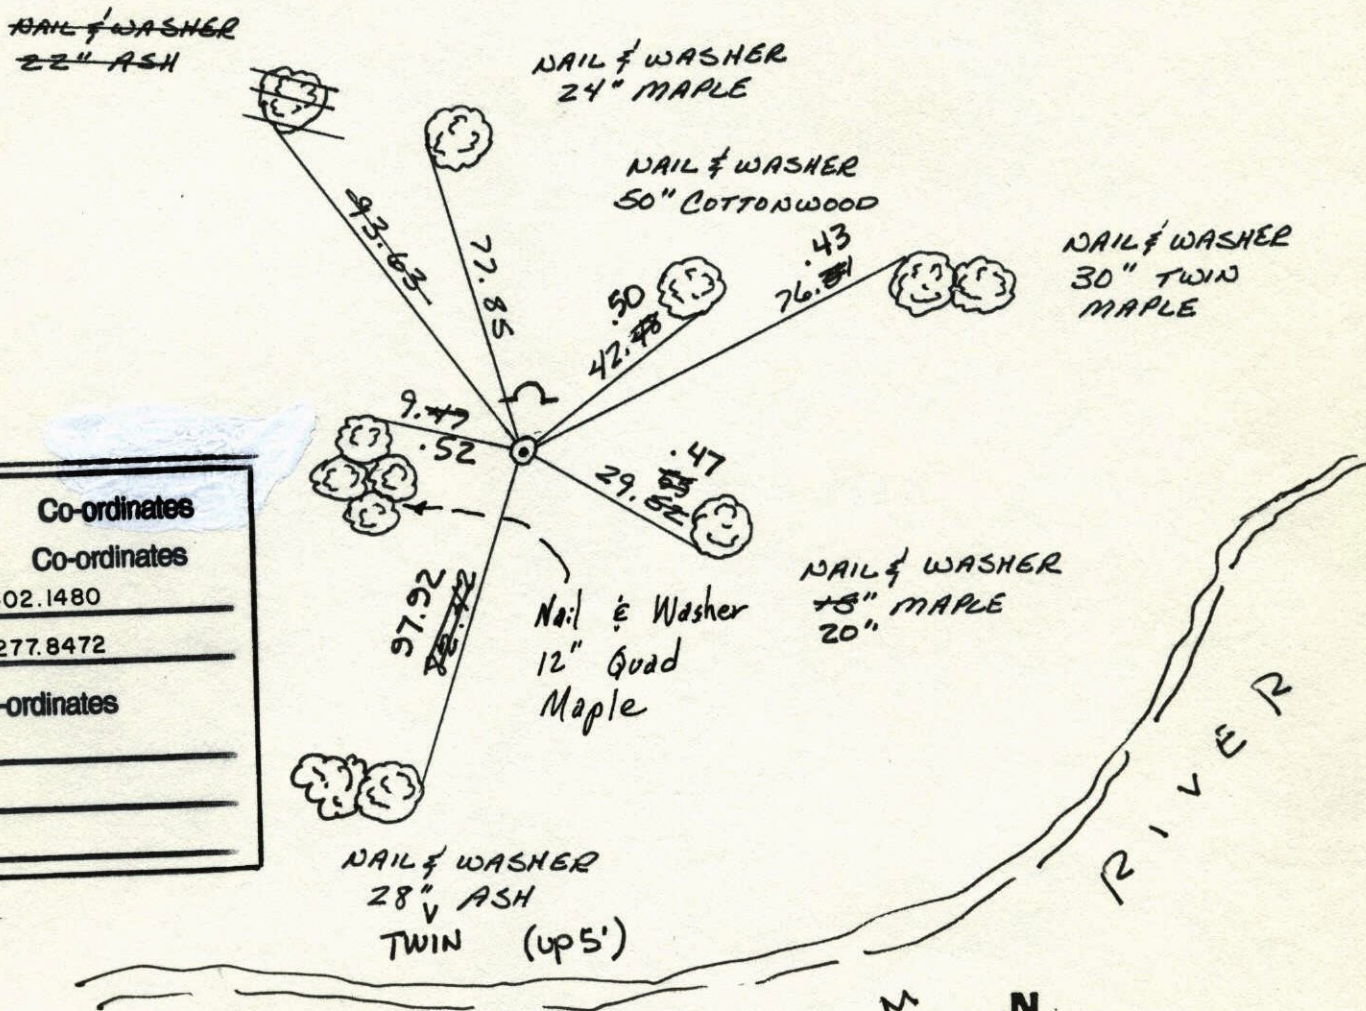 NAIL & WASHER
22" ASH
NAIL & WASHER
24" MAPLE
NAIL & WASHER
50" COTTONWOOD
NAIL & WASHER
30" TWIN
MAPLE
93.63
77.85
.50
42.48
.43
76.
9.47
.52
.47
29.62
97.92
Nail & Washer
12" Quad
Maple
NAIL & WASHER
MAPLE
20"
NAIL & WASHER
28" ASH
TWIN (up 5')
Co-ordinates
Co-ordinates
02.1480
277.8472
-ordinates
RIVER
N